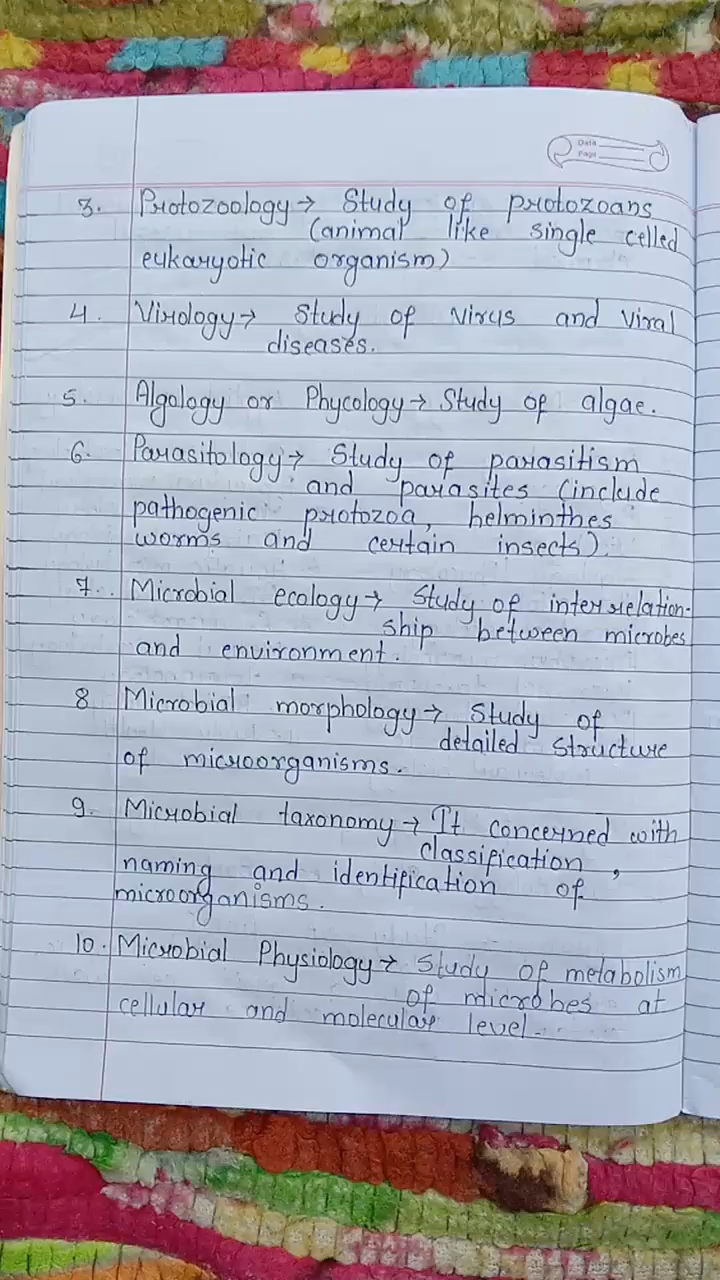 Date
Page
3. Protozoology → Study of protozoans
(animal like single celled
eukaryotic organism)
4. Virology → Study of virus and viral
diseases.
5. Algology or Phycology → Study of algae.
6. Parasitology → Study of parasitism
and parasites (include
pathogenic protozoa, helminthes
worms and certain insects).
7. Microbial ecology → Study of interrelation-
ship between microbes
and environment.
8 Microbial morphology → Study of
detailed structure
of microorganisms.
9. Microbial taxonomy → It concerned with
classification,
naming and identification of
microorganisms.
10. Microbial Physiology → Study of metabolism
of microbes at
cellular and molecular level.